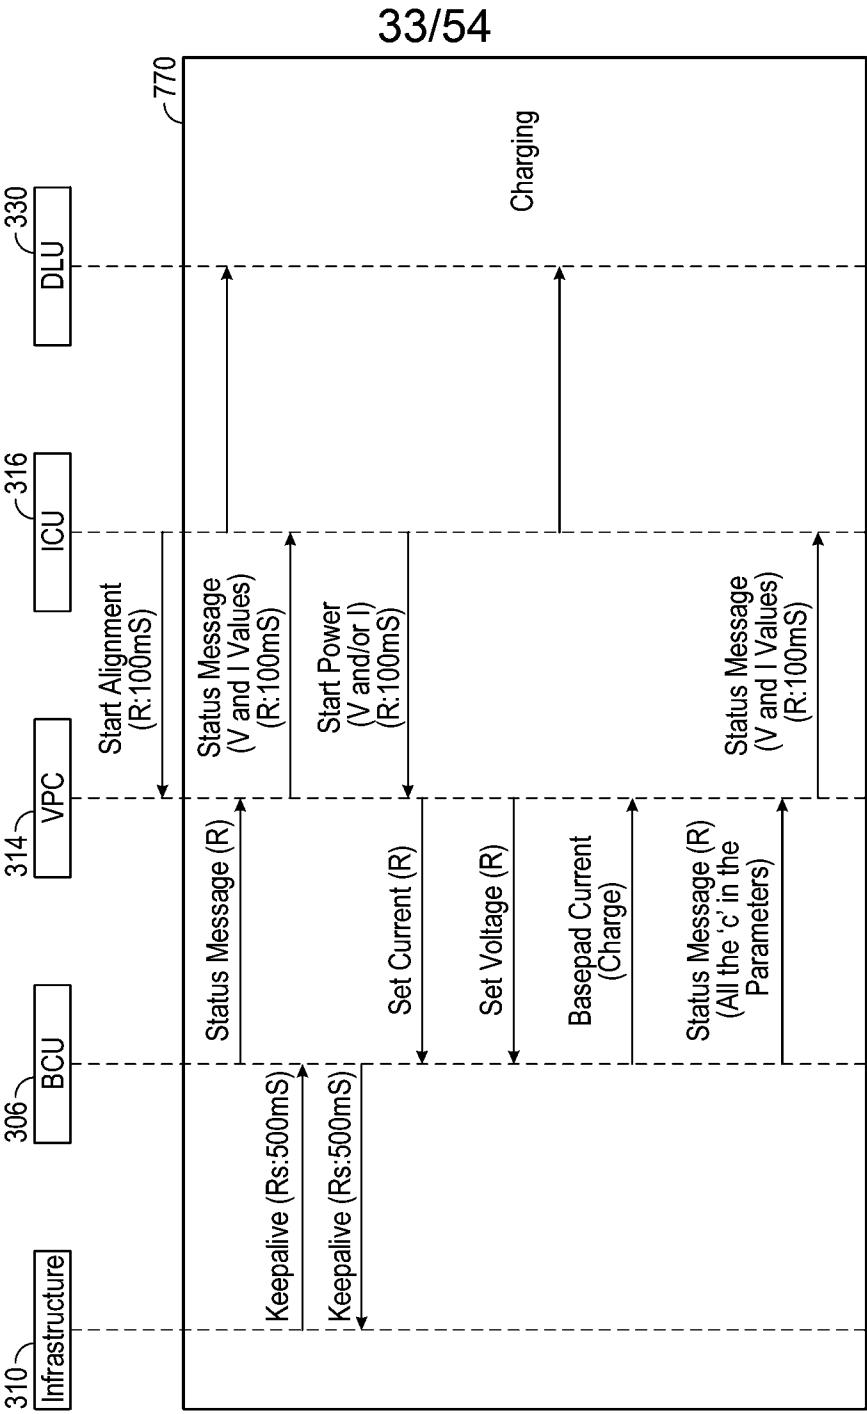 33/54
310
Infrastructure
306
BCU
314
VPC
316
ICU
330
DLU
770
Start Alignment
(R:100mS)
Status Message (R)
Status Message
(V and I Values)
(R:100mS)
Keepalive (Rs:500mS)
Keepalive (Rs:500mS)
Start Power
(V and/or I)
(R:100mS)
Set Current (R)
Set Voltage (R)
Charging
Basepad Current
(Charge)
Status Message (R)
(All the ‘c’ in the
Parameters)
Status Message
(V and I Values)
(R:100mS)